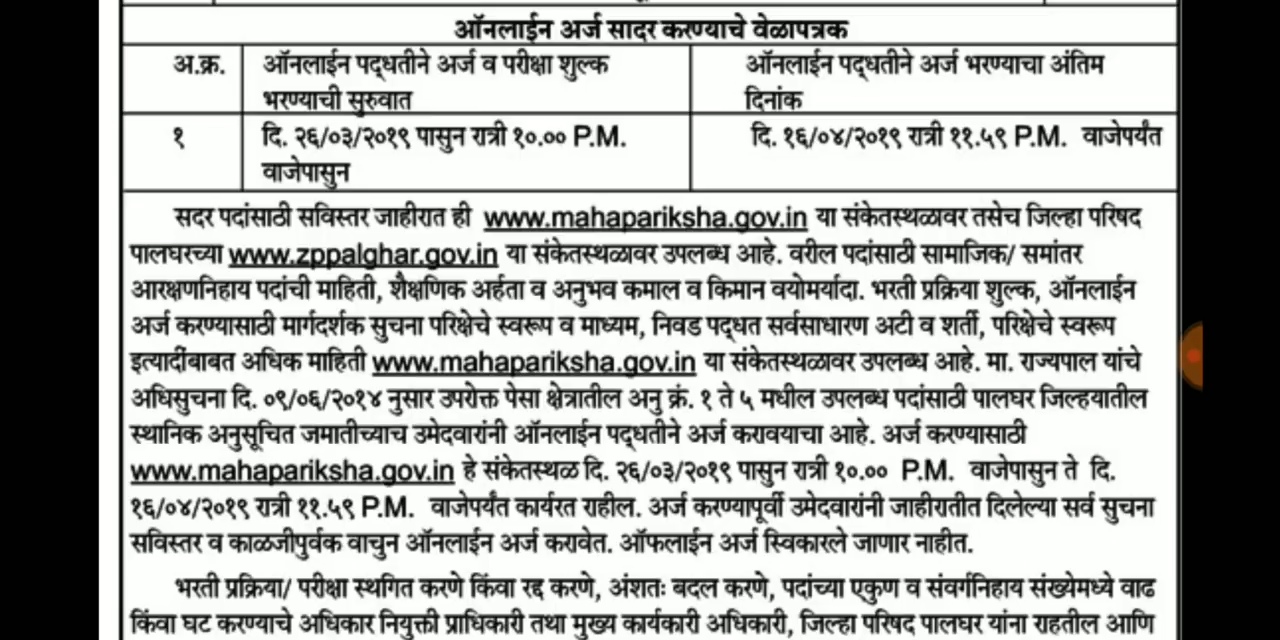 ऑनलाईन अर्ज सादर करण्याचे वेळापत्रक
अ.क्र. ऑनलाईन पद्धतीने अर्ज व परीक्षा शुल्क भरण्याची सुरुवात ऑनलाईन पद्धतीने अर्ज भरण्याचा अंतिम दिनांक
१ दि. २६/०३/२०१९ पासुन रात्री १०.०० P.M. वाजेपासुन दि. १६/०४/२०१९ रात्री ११.५९ P.M. वाजेपर्यंत
सदर पदांसाठी सविस्तर जाहीरात ही www.mahapariksha.gov.in या संकेतस्थळावर तसेच जिल्हा परिषद
पालघरच्या www.zppalghar.gov.in या संकेतस्थळावर उपलब्ध आहे. वरील पदांसाठी सामाजिक/ समांतर
आरक्षणनिहाय पदांची माहिती, शैक्षणिक अर्हता व अनुभव कमाल व किमान वयोमर्यादा. भरती प्रक्रिया शुल्क, ऑनलाईन
अर्ज करण्यासाठी मार्गदर्शक सुचना परिक्षेचे स्वरूप व माध्यम, निवड पद्धत सर्वसाधारण अटी व शर्ती, परिक्षेचे स्वरूप
इत्यादींबाबत अधिक माहिती www.mahapariksha.gov.in या संकेतस्थळावर उपलब्ध आहे. मा. राज्यपाल यांचे
अधिसुचना दि. ०९/०६/२०१४ नुसार उपरोक्त पेसा क्षेत्रातील अनु क्रं. १ ते ५ मधील उपलब्ध पदांसाठी पालघर जिल्हयातील
स्थानिक अनुसूचित जमातीच्याच उमेदवारांनी ऑनलाईन पद्धतीने अर्ज करावयाचा आहे. अर्ज करण्यासाठी
www.mahapariksha.gov.in हे संकेतस्थळ दि. २६/०३/२०१९ पासुन रात्री १०.०० P.M. वाजेपासुन ते दि.
१६/०४/२०१९ रात्री ११.५९ P.M. वाजेपर्यंत कार्यरत राहील. अर्ज करण्यापूर्वी उमेदवारांनी जाहीरातीत दिलेल्या सर्व सुचना
सविस्तर व काळजीपुर्वक वाचुन ऑनलाईन अर्ज करावेत. ऑफलाईन अर्ज स्विकारले जाणार नाहीत.
भरती प्रक्रिया/ परीक्षा स्थगित करणे किंवा रद्द करणे, अंशतः बदल करणे, पदांच्या एकुण व संवर्गनिहाय संख्येमध्ये वाढ
किंवा घट करण्याचे अधिकार नियुक्ती प्राधिकारी तथा मुख्य कार्यकारी अधिकारी, जिल्हा परिषद पालघर यांना राहतील आणि